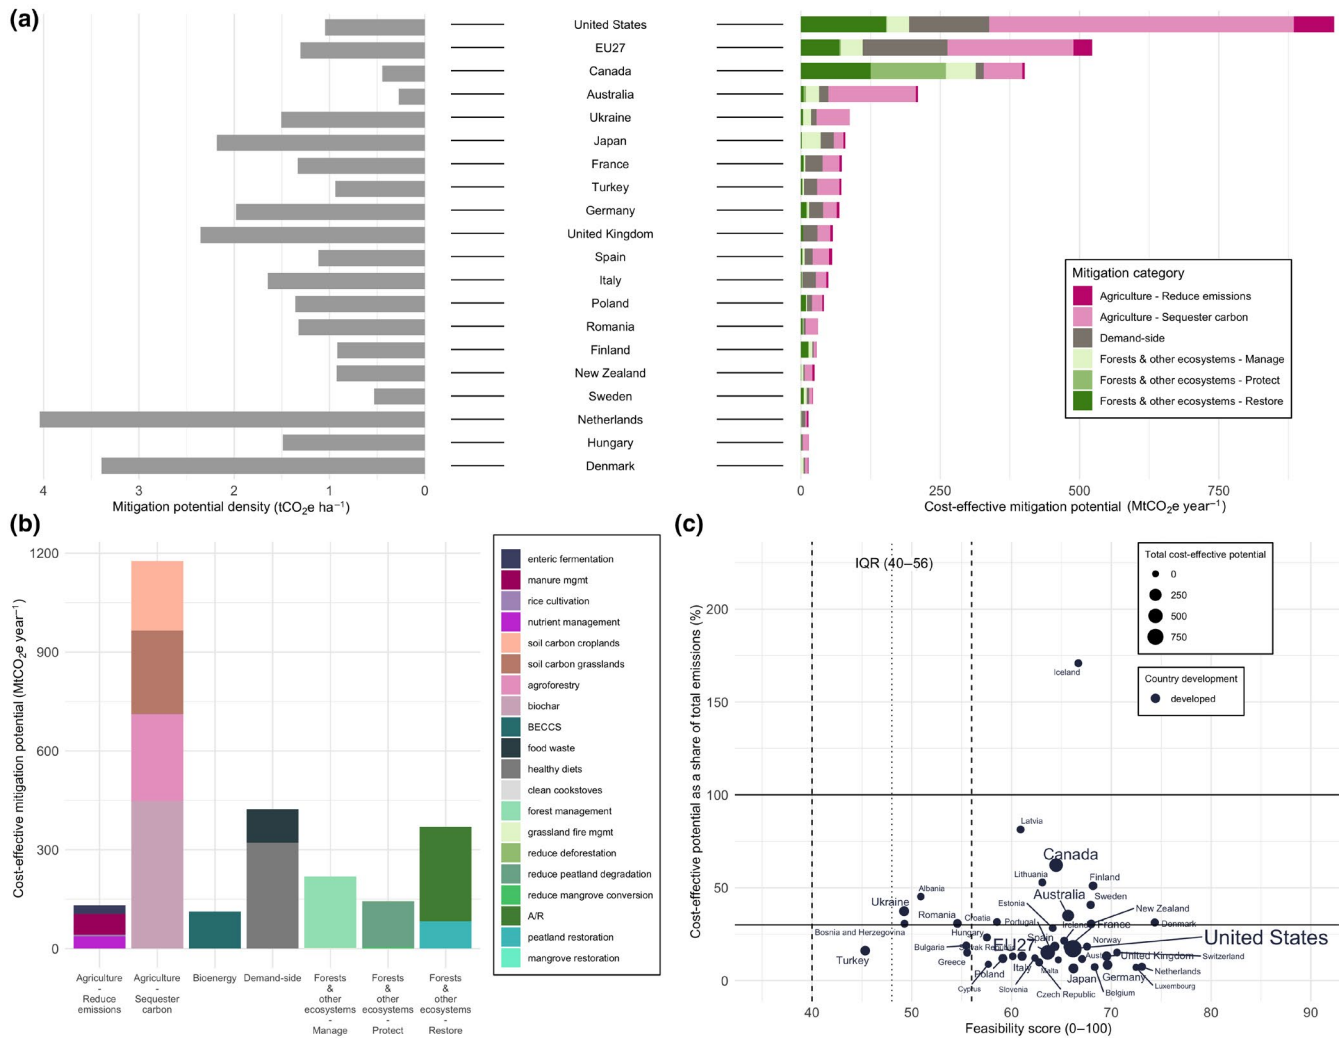 (a)
United States
EU27
Canada
Australia
Ukraine
Japan
France
Turkey
Germany
United Kingdom
Spain
Italy
Poland
Romania
Finland
New Zealand
Sweden
Netherlands
Hungary
Denmark
4 3 2 1 0
Mitigation potential density (tCO₂e ha⁻¹)
Mitigation category
Agriculture - Reduce emissions
Agriculture - Sequester carbon
Demand-side
Forests & other ecosystems - Manage
Forests & other ecosystems - Protect
Forests & other ecosystems - Restore
0 250 500 750
Cost-effective mitigation potential (MtCO₂e year⁻¹)
(b)
Cost-effective mitigation potential (MtCO₂e year⁻¹)
1200
900
600
300
0
Agriculture
-
Reduce
emissions
Agriculture
-
Sequester
carbon
Bioenergy
Demand-side
Forests
&
other
ecosystems
-
Manage
Forests
&
other
ecosystems
-
Protect
Forests
&
other
ecosystems
-
Restore
enteric fermentation
manure mgmt
rice cultivation
nutrient management
soil carbon croplands
soil carbon grasslands
agroforestry
biochar
BECCS
food waste
healthy diets
clean cookstoves
forest management
grassland fire mgmt
reduce deforestation
reduce peatland degradation
reduce mangrove conversion
A/R
peatland restoration
mangrove restoration
(c)
Cost-effective potential as a share of total emissions (%)
200
150
100
50
0
IQR (40–56)
Total cost-effective potential
0
250
500
750
Country development
developed
Iceland
Latvia
Canada
Lithuania
Finland
Albania
Australia
Sweden
Ukraine
Estonia
New Zealand
Romania
Croatia
Portugal
Ireland
France
Denmark
Bosnia and Herzegovina
Hungary
Spain
United States
EU27
Norway
Bulgaria
Slovak Republic
Turkey
Greece
United Kingdom
Switzerland
Poland
Italy
Malta
Japan
Germany
Netherlands
Cyprus
Slovenia
Czech Republic
Belgium
Luxembourg
40 50 60 70 80 90
Feasibility score (0–100)